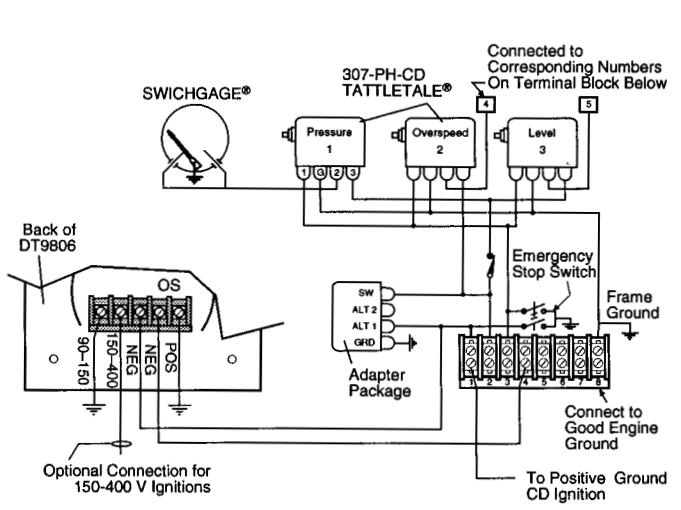 Connected to
Corresponding Numbers
On Terminal Block Below
307-PH-CD
TATTLETALE®
SWICHGAGE®
4
5
Pressure
1
Overspeed
2
Level
3
1 G 2 3
Back of
DT9806
OS
90-150
150-400
NEG
NEG
POS
SW
ALT 2
ALT 1
GRD
Adapter
Package
Emergency
Stop Switch
Frame
Ground
1 2 3 4 5 6 7 8
Connect to
Good Engine
Ground
Optional Connection for
150-400 V Ignitions
To Positive Ground
CD Ignition